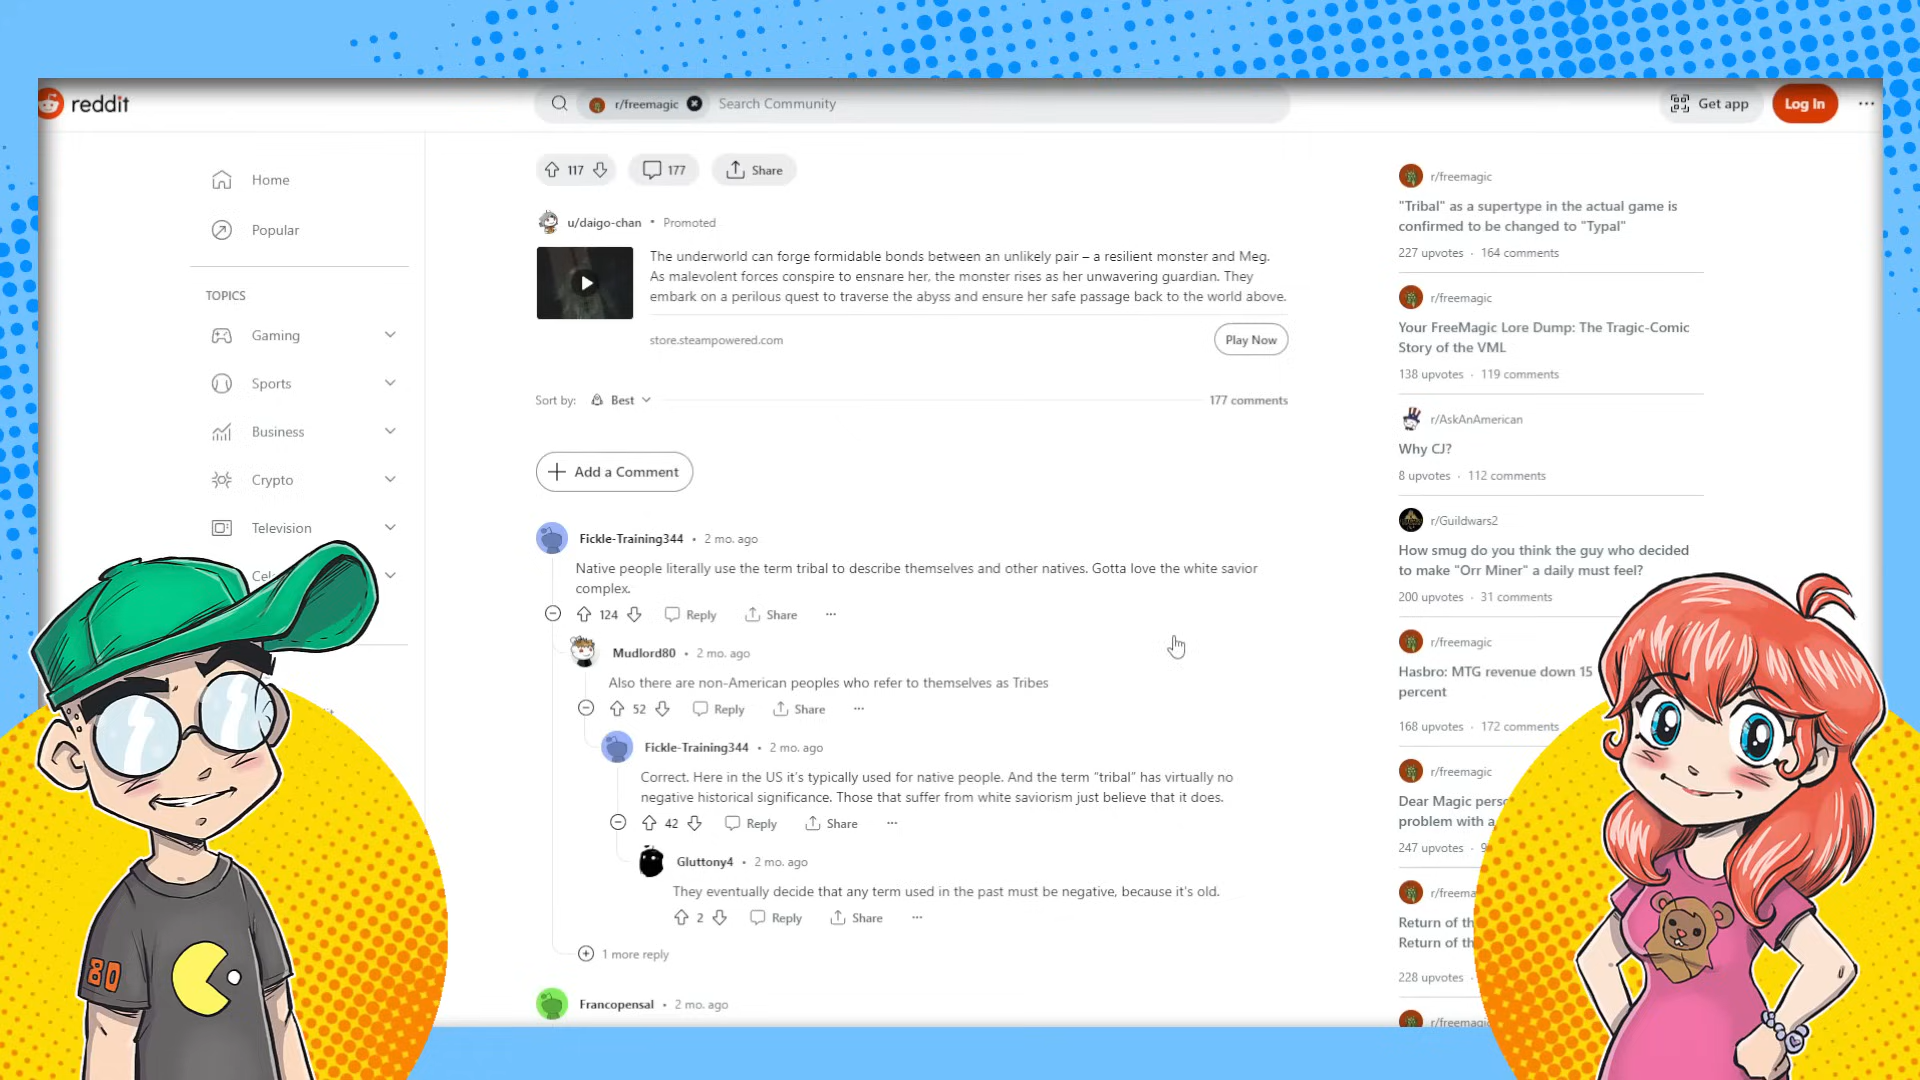 reddit
r/freemagic
Search Community
Get app
Log In
Home
Popular
TOPICS
Gaming
Sports
Business
Crypto
Television
117
177
Share
u/daigo-chan • Promoted
The underworld can forge formidable bonds between an unlikely pair – a resilient monster and Meg.
As malevolent forces conspire to ensnare her, the monster rises as her unwavering guardian. They
embark on a perilous quest to traverse the abyss and ensure her safe passage back to the world above.
store.steampowered.com
Play Now
Sort by:
Best
177 comments
Add a Comment
Fickle-Training344 • 2 mo. ago
Native people literally use the term tribal to describe themselves and other natives. Gotta love the white savior
complex.
124
Reply
Share
Mudlord80 • 2 mo. ago
Also there are non-American peoples who refer to themselves as Tribes
52
Reply
Share
Fickle-Training344 • 2 mo. ago
Correct. Here in the US it's typically used for native people. And the term "tribal" has virtually no
negative historical significance. Those that suffer from white saviorism just believe that it does.
42
Reply
Share
Gluttony4 • 2 mo. ago
They eventually decide that any term used in the past must be negative, because it's old.
2
Reply
Share
1 more reply
Francopensal • 2 mo. ago
r/freemagic
"Tribal" as a supertype in the actual game is
confirmed to be changed to "Typal"
227 upvotes · 164 comments
r/freemagic
Your FreeMagic Lore Dump: The Tragic-Comic
Story of the VML
138 upvotes · 119 comments
r/AskAnAmerican
Why CJ?
8 upvotes · 112 comments
r/Guildwars2
How smug do you think the guy who decided
to make "Orr Miner" a daily must feel?
200 upvotes · 31 comments
r/freemagic
Hasbro: MTG revenue down 15
percent
168 upvotes · 172 comments
r/freemagic
Dear Magic
problem with a
247 upvotes
Return of
Return of
228 upvotes
r/freemagic
80